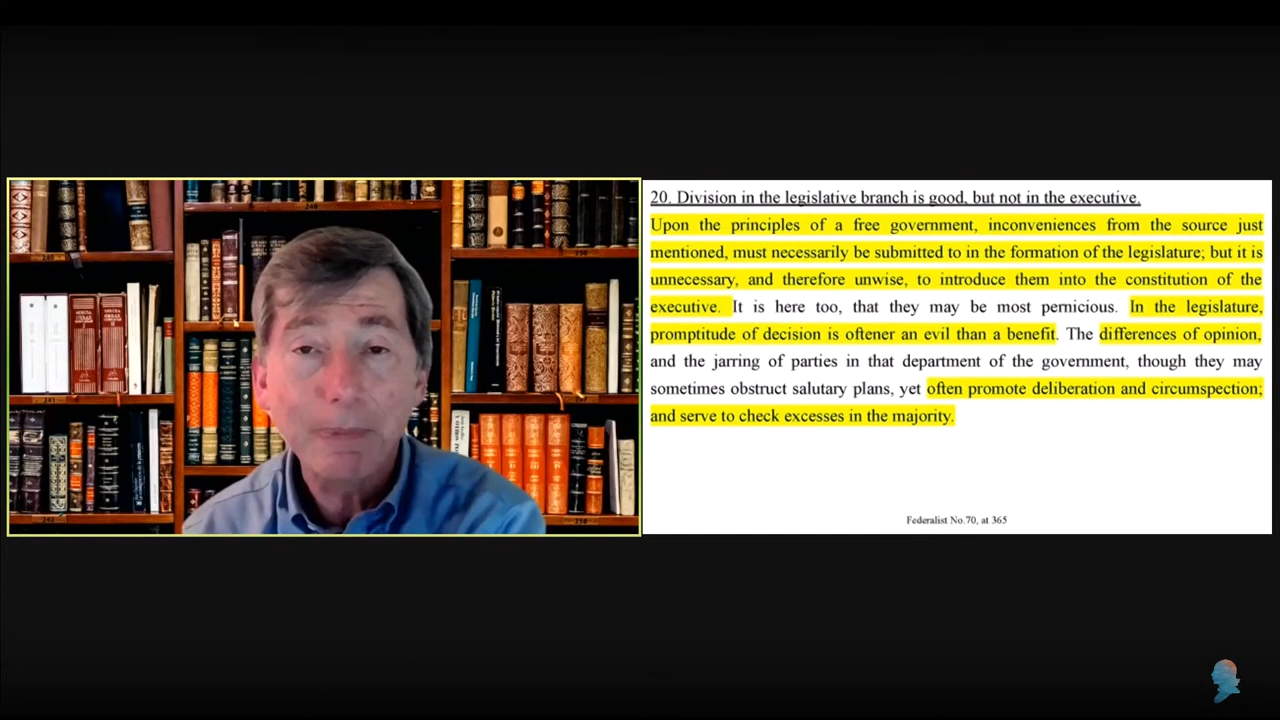 20. Division in the legislative branch is good, but not in the executive.
Upon the principles of a free government, inconveniences from the source just
mentioned, must necessarily be submitted to in the formation of the legislature; but it is
unnecessary, and therefore unwise, to introduce them into the constitution of the
executive. It is here too, that they may be most pernicious. In the legislature,
promptitude of decision is oftener an evil than a benefit. The differences of opinion,
and the jarring of parties in that department of the government, though they may
sometimes obstruct salutary plans, yet often promote deliberation and circumspection;
and serve to check excesses in the majority.
Federalist No.70, at 365